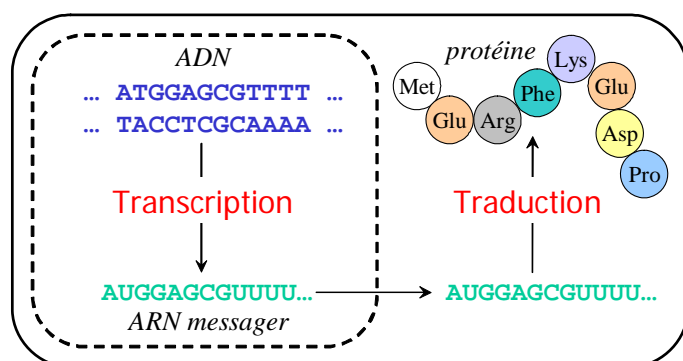 ADN
... ATGGAGCGTTTT ...
... TACCTCGCAAAA ...
Transcription
AUGGAGCGUUUU...
ARN messager
protéine
Met
Glu
Arg
Phe
Lys
Glu
Asp
Pro
Traduction
AUGGAGCGUUUU...